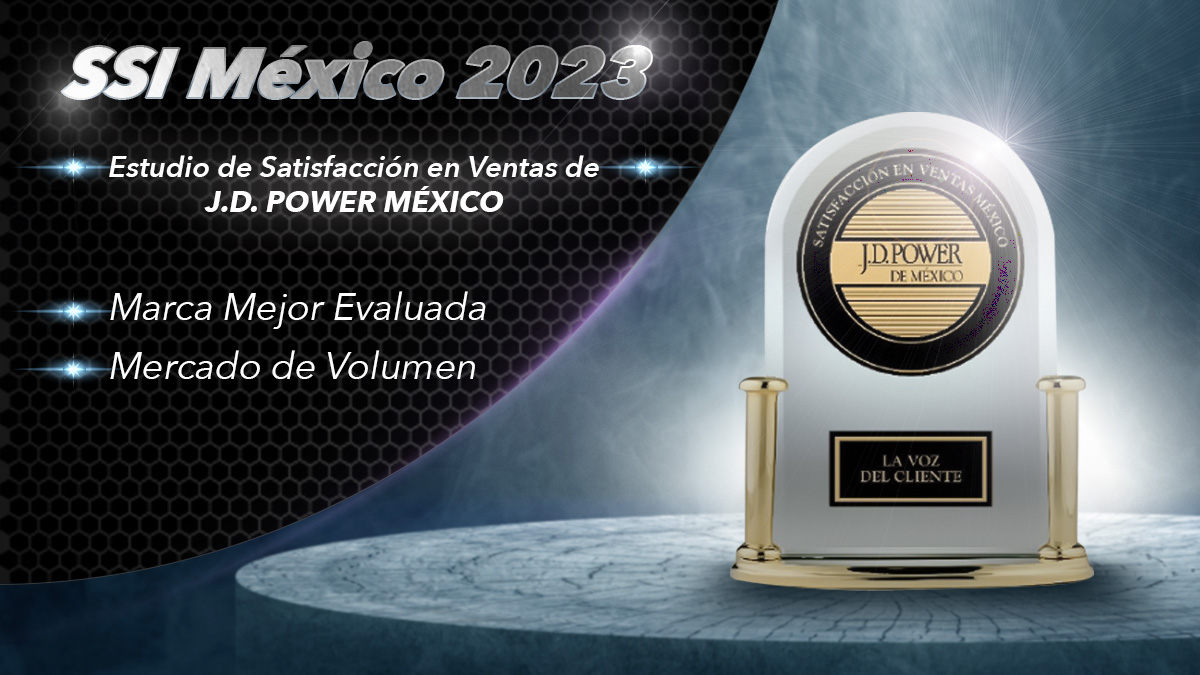 SSI México 2023
Estudio de Satisfacción en Ventas de
J.D. POWER MÉXICO
Marca Mejor Evaluada
Mercado de Volumen
SATISFACCIÓN EN VENTAS MÉXICO
J.D. POWER
DE MÉXICO
LA VOZ
DEL CLIENTE